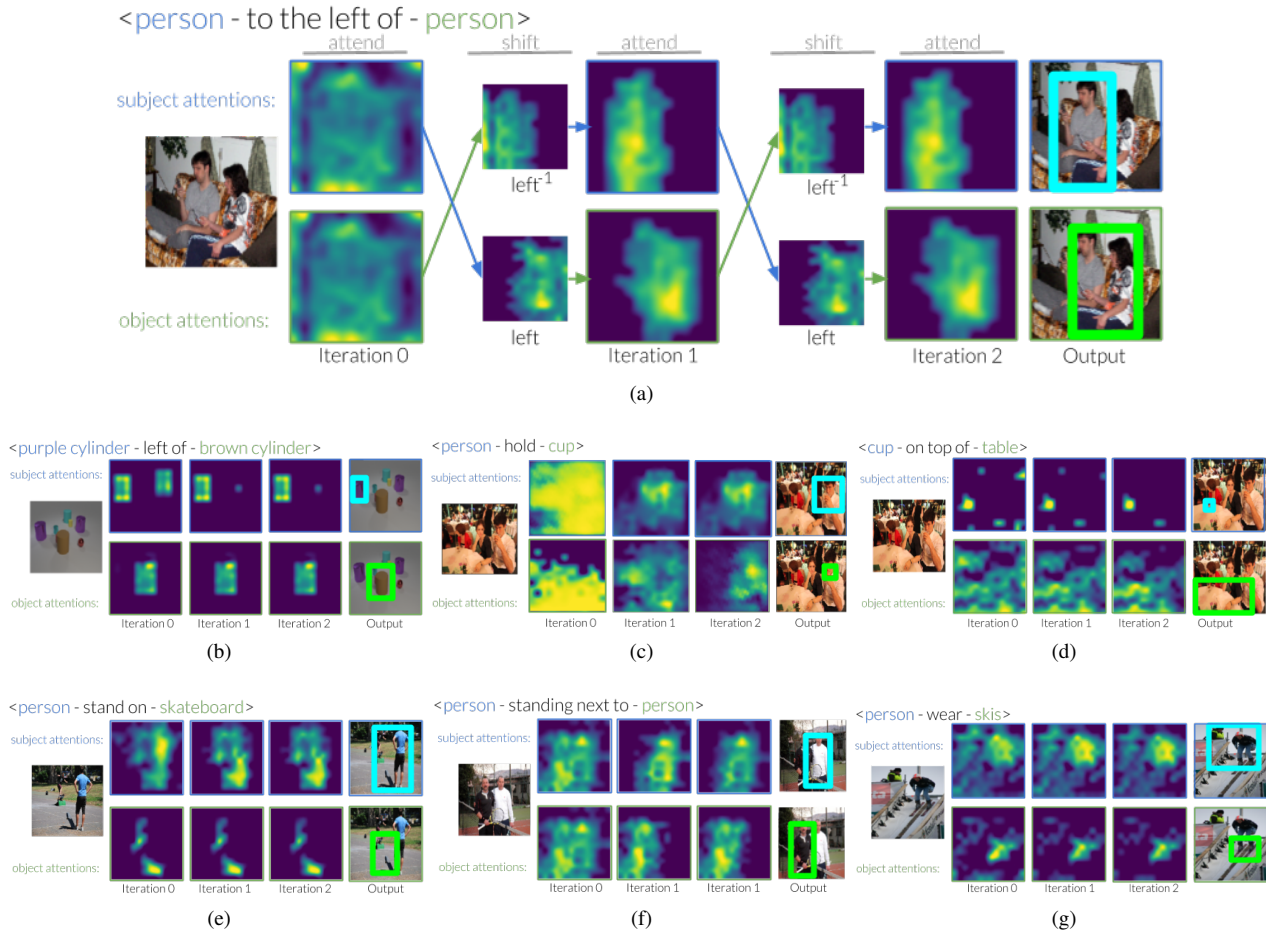 <person - to the left of - person>
attend shift attend shift attend
subject attentions:
left-1 left-1
object attentions:
left left
Iteration 0 Iteration 1 Iteration 2 Output
(a)
<purple cylinder - left of - brown cylinder>
subject attentions:
object attentions:
Iteration 0 Iteration 1 Iteration 2 Output
(b)
<person - hold - cup>
subject attentions:
object attentions:
Iteration 0 Iteration 1 Iteration 2 Output
(c)
<cup - on top of - table>
subject attentions:
object attentions:
Iteration 0 Iteration 1 Iteration 2 Output
(d)
<person - stand on - skateboard>
subject attentions:
object attentions:
Iteration 0 Iteration 1 Iteration 2 Output
(e)
<person - standing next to - person>
subject attentions:
object attentions:
Iteration 0 Iteration 1 Iteration 1 Output
(f)
<person - wear - skis>
subject attentions:
object attentions:
Iteration 0 Iteration 1 Iteration 2 Output
(g)